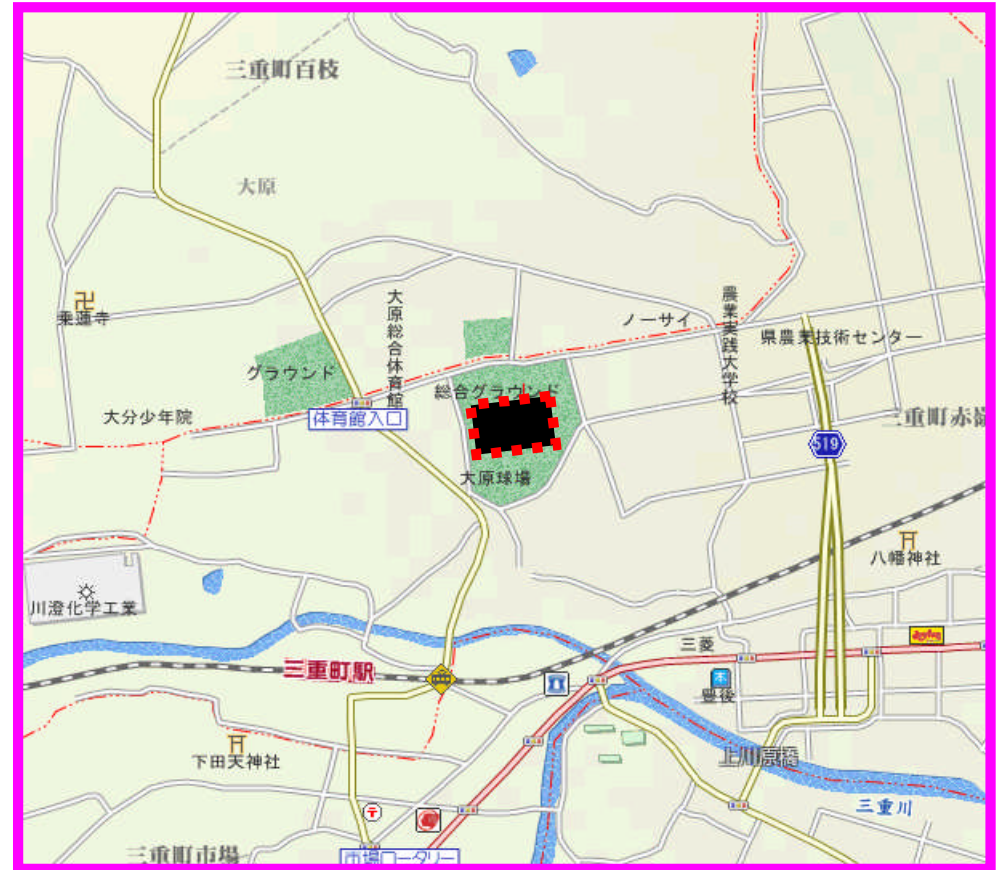 三重町百枝
大原
乗蓮寺
大原総合体育館
農業実践大学校
ノーサイ
県農業技術センター
グラウンド
総合グラウンド
大分少年院
体育館入口
三重町赤嶺
519
大原球場
八幡神社
川澄化学工業
三菱
三重町駅
豊後
下田天神社
上川原橋
三重川
三重町市場
市場ロータリー